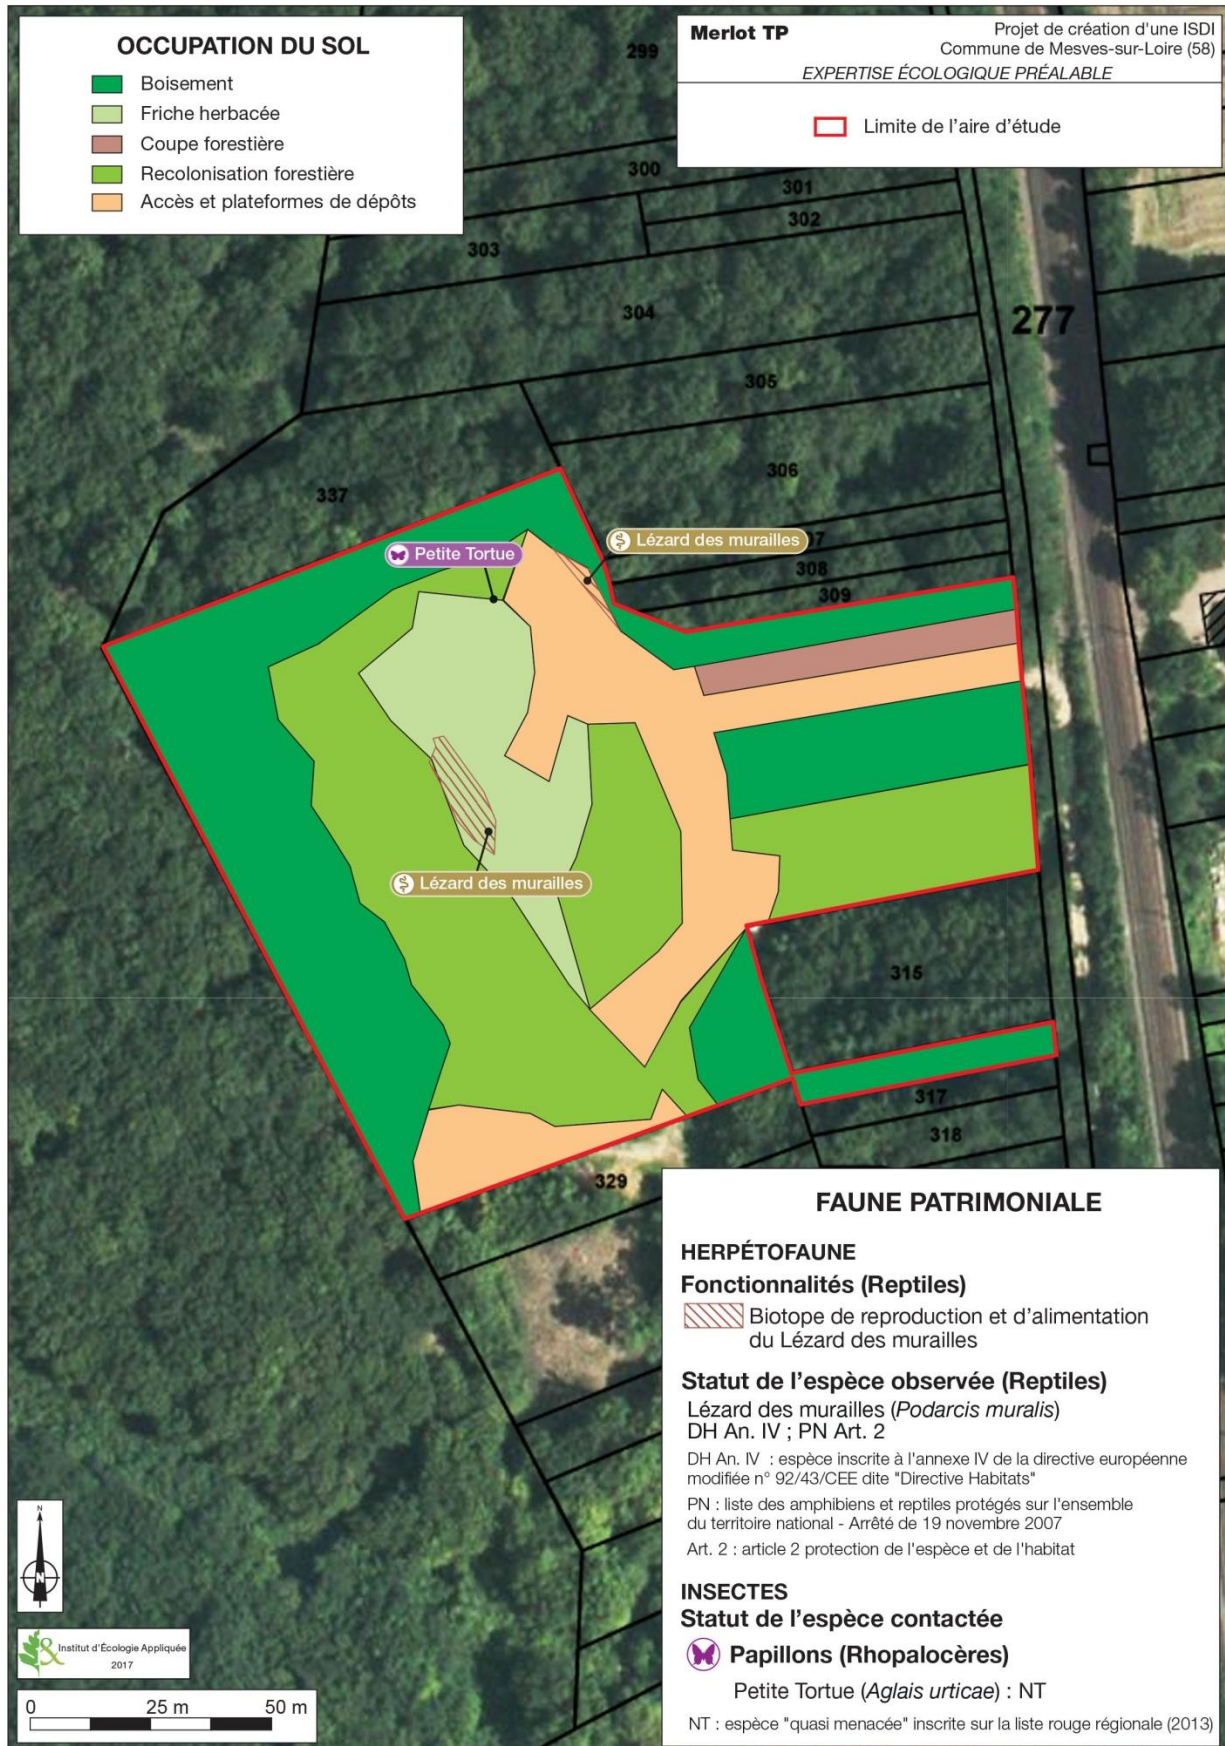 OCCUPATION DU SOL
Boisement
Friche herbacée
Coupe forestière
Recolonisation forestière
Accès et plateformes de dépôts
Merlot TP
Projet de création d'une ISDI
Commune de Mesves-sur-Loire (58)
EXPERTISE ÉCOLOGIQUE PRÉALABLE
Limite de l'aire d'étude
299
300
301
302
303
304
277
305
306
337
Lézard des murailles
7
Petite Tortue
308
309
Lézard des murailles
315
317
318
329
FAUNE PATRIMONIALE
HERPÉTOFAUNE
Fonctionnalités (Reptiles)
Biotope de reproduction et d'alimentation
du Lézard des murailles
Statut de l'espèce observée (Reptiles)
Lézard des murailles (Podarcis muralis)
DH An. IV ; PN Art. 2
DH An. IV : espèce inscrite à l'annexe IV de la directive européenne
modifiée n° 92/43/CEE dite "Directive Habitats"
PN : liste des amphibiens et reptiles protégés sur l'ensemble
du territoire national - Arrêté de 19 novembre 2007
Art. 2 : article 2 protection de l'espèce et de l'habitat
INSECTES
Statut de l'espèce contactée
Papillons (Rhopalocères)
Petite Tortue (Aglais urticae) : NT
NT : espèce "quasi menacée" inscrite sur la liste rouge régionale (2013)
N
N
& Institut d'Écologie Appliquée
2017
0 25 m 50 m